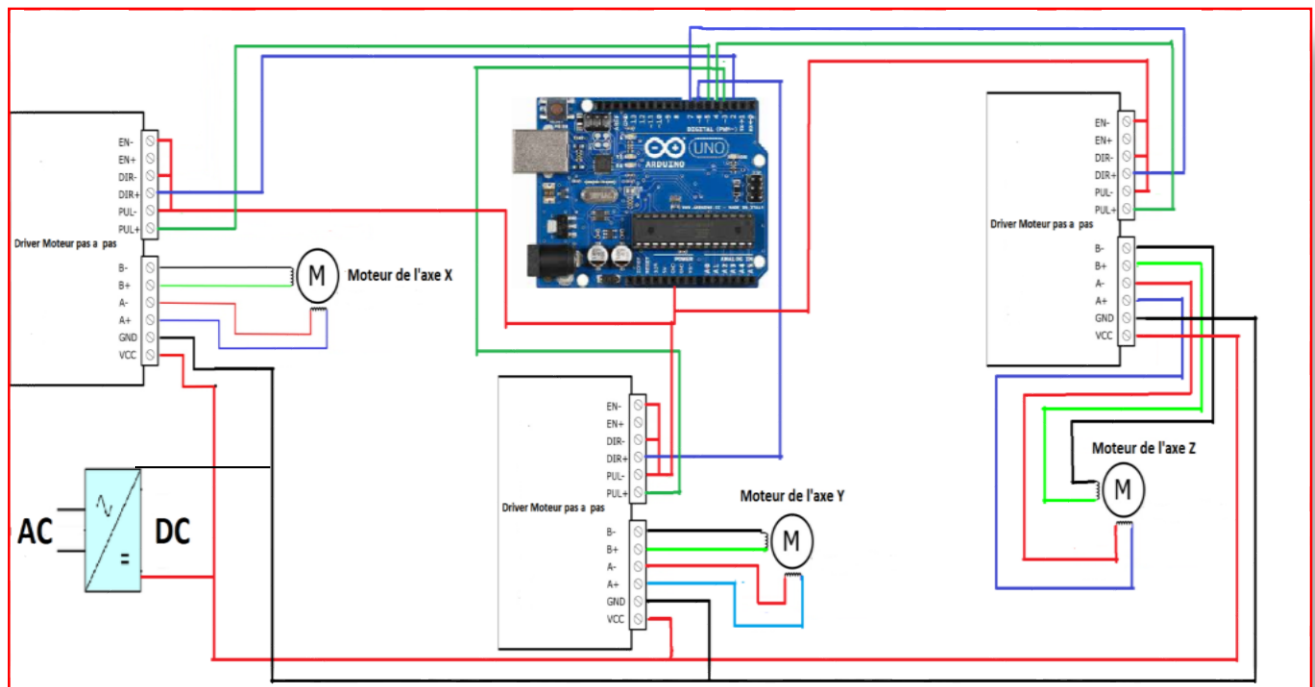 EN-
EN+
DIR-
DIR+
PUL-
PUL+
Driver Moteur pas a pas
B-
B+
A-
A+
GND
VCC
M
Moteur de l'axe X
DIGITAL (PWM~)
UNO
ARDUINO
EN-
EN+
DIR-
DIR+
PUL-
PUL+
Driver Moteur pas a pas
B-
B+
A-
A+
GND
VCC
Moteur de l'axe Z
M
EN-
EN+
DIR-
DIR+
PUL-
PUL+
Driver Moteur pas a pas
B-
B+
A-
A+
GND
VCC
Moteur de l'axe Y
M
AC
DC